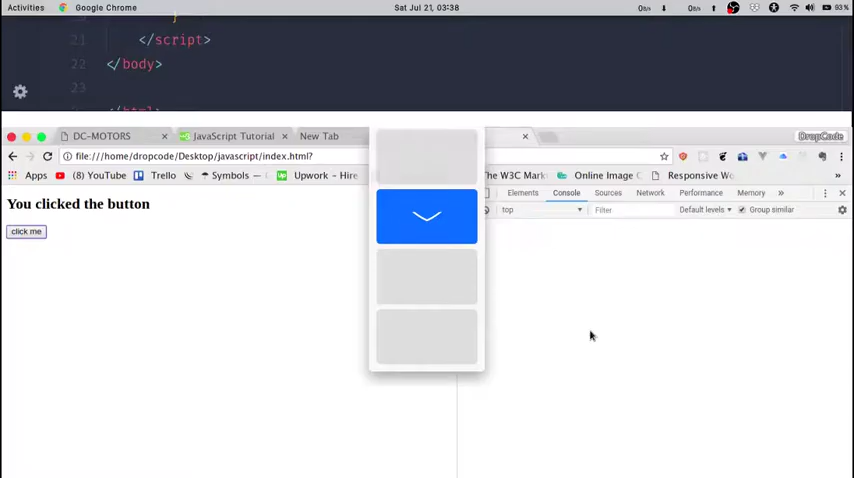 Activities Google Chrome Sat Jul 21, 03:38 93%
21 </script>
22 </body>
23
DC-MOTORS JavaScript Tutorial New Tab DropCode
file:///home/dropcode/Desktop/javascript/index.html?
Apps (8) YouTube Trello Symbols - Upwork - Hire The W3C Mark Online Image C Responsive Wo
Elements Console Sources Network Performance Memory
top Filter Default levels Group similar
You clicked the button
click me